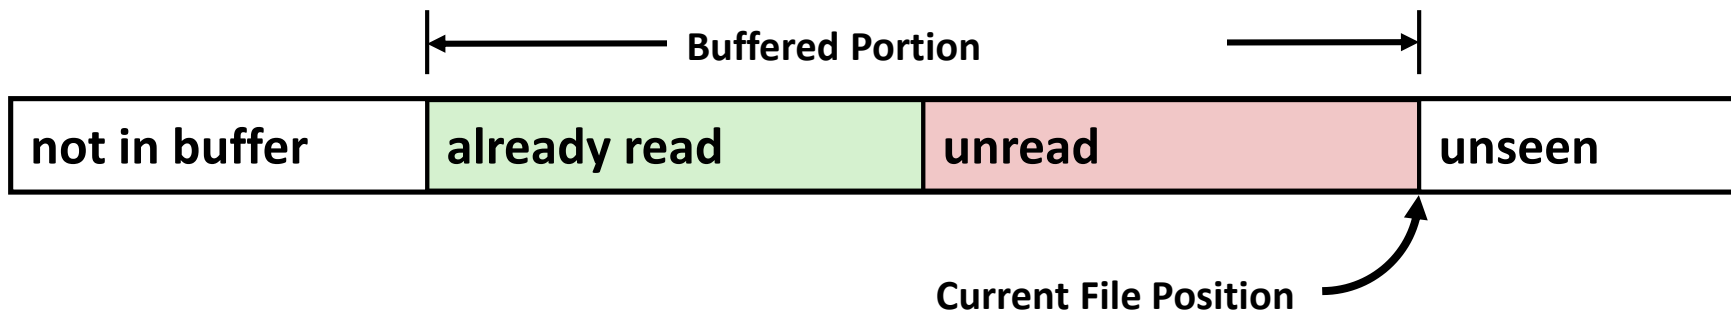 Buffered Portion
not in buffer already read unread unseen
Current File Position